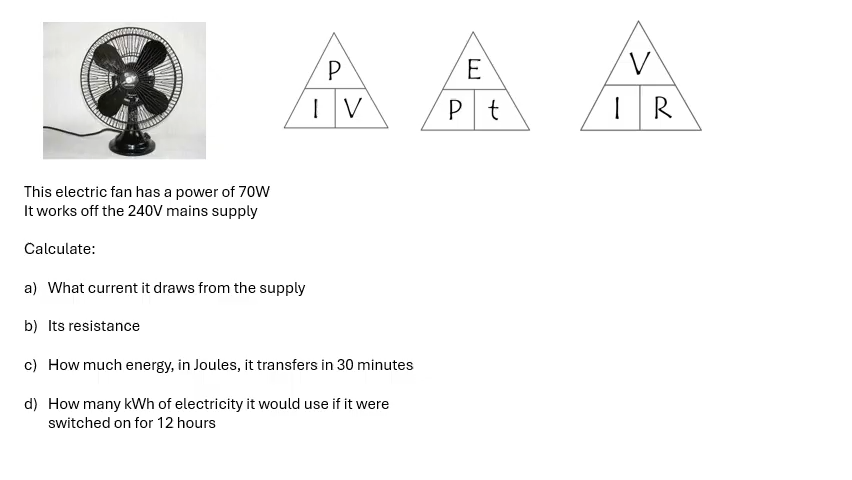 P
I V
E
P t
V
I R
This electric fan has a power of 70W
It works off the 240V mains supply
Calculate:
a) What current it draws from the supply
b) Its resistance
c) How much energy, in Joules, it transfers in 30 minutes
d) How many kWh of electricity it would use if it were
switched on for 12 hours